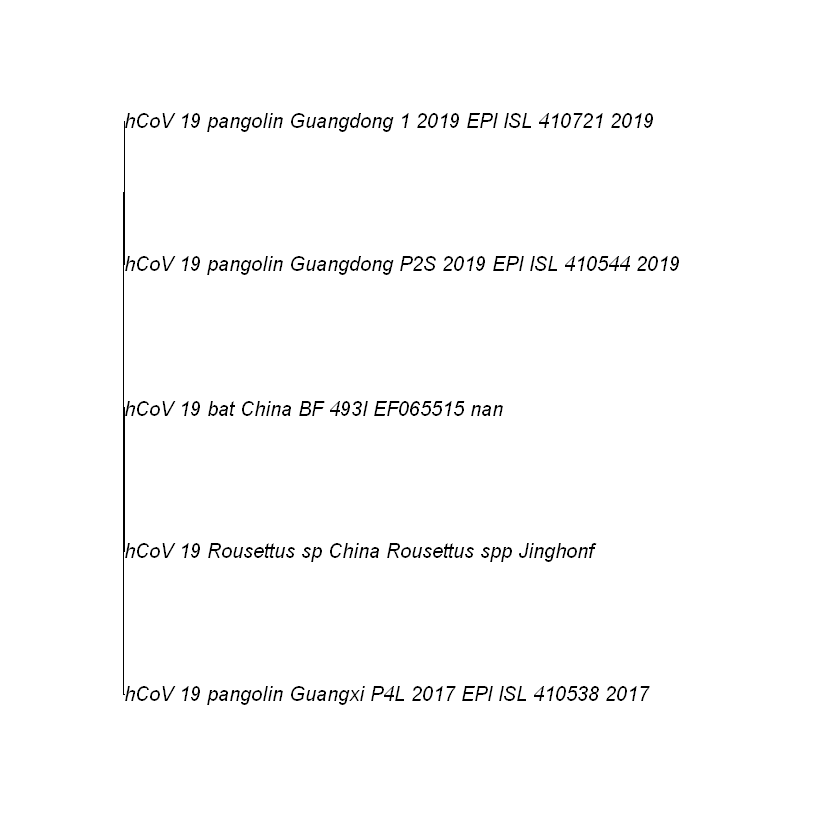 hCoV 19 pangolin Guangdong 1 2019 EPI ISL 410721 2019
hCoV 19 pangolin Guangdong P2S 2019 EPI ISL 410544 2019
hCoV 19 bat China BF 493I EF065515 nan
hCoV 19 Rousettus sp China Rousettus spp Jinghonf
hCoV 19 pangolin Guangxi P4L 2017 EPI ISL 410538 2017